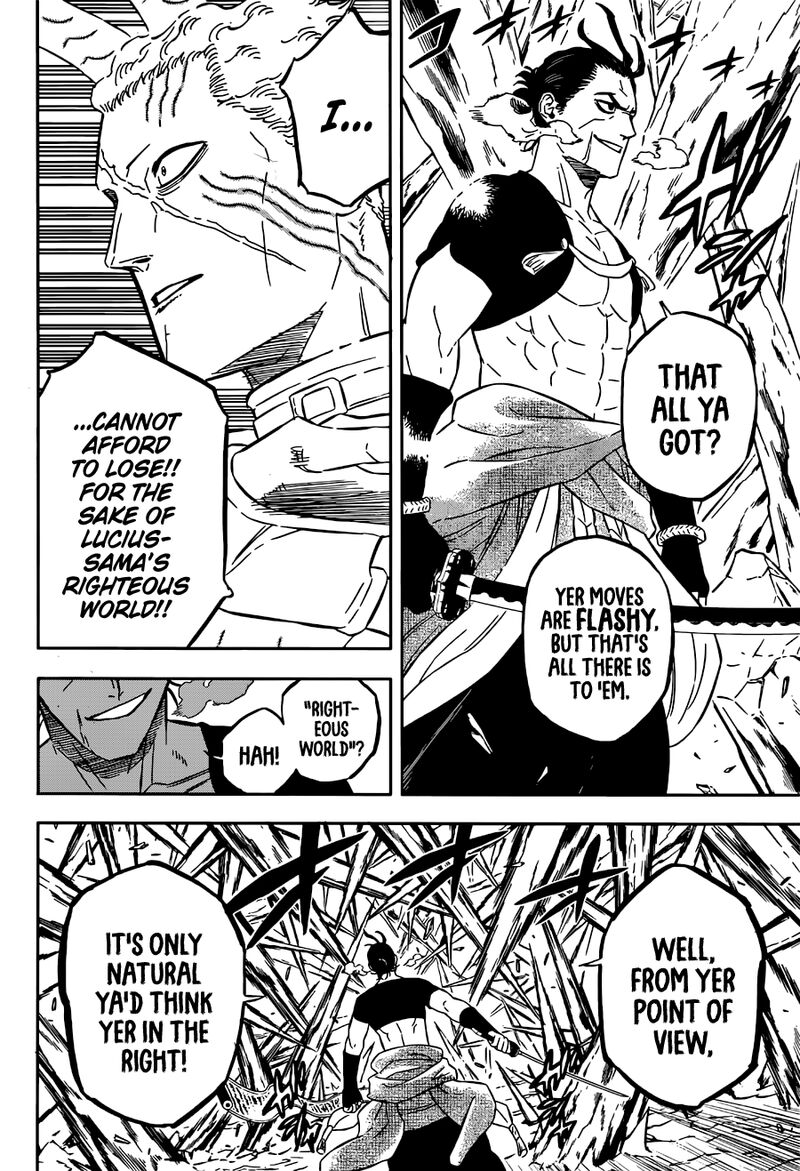 THAT
ALL YA
GOT?
YER MOVES
ARE FLASHY.
BUT THAT'S
ALL THERE IS
TO 'EM.
I...
...CANNOT
AFFORD
TO LOSE!!
FOR THE
SAKE OF
LUCIUS-
SAMA'S
RIGHTEOUS
WORLD!!
"RIGHT-
EOUS
WORLD"?
HAH!
WELL,
FROM YER
POINT OF
VIEW,
IT'S ONLY
NATURAL
YA'D THINK
YER IN THE
RIGHT!